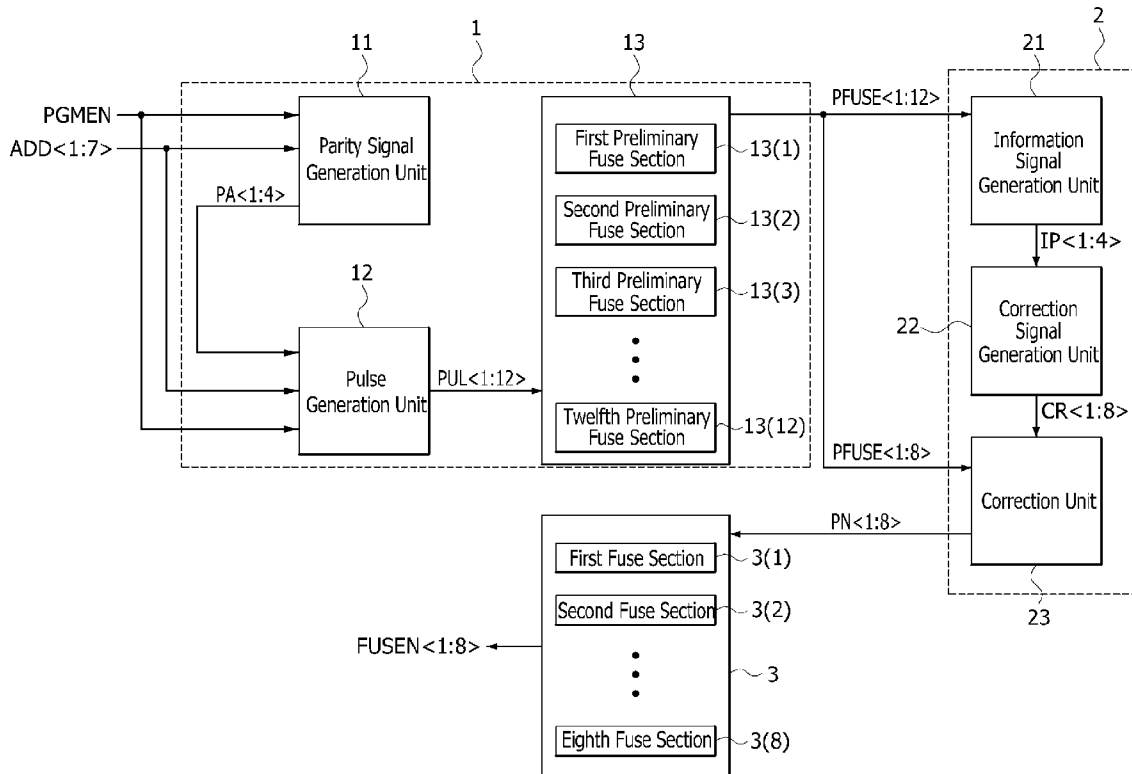 1
2
11
13
21
PGMEN
ADD<1:7>
Parity Signal
Generation Unit
PA<1:4>
First Preliminary
Fuse Section
13(1)
Second Preliminary
Fuse Section
13(2)
Third Preliminary
Fuse Section
13(3)
Twelfth Preliminary
Fuse Section
13(12)
12
Pulse
Generation Unit
PUL<1:12>
PFUSE<1:12>
Information
Signal
Generation Unit
IP<1:4>
22
Correction
Signal
Generation Unit
CR<1:8>
PFUSE<1:8>
Correction Unit
23
PN<1:8>
First Fuse Section
3(1)
Second Fuse Section
3(2)
FUSEN<1:8>
3
Eighth Fuse Section
3(8)